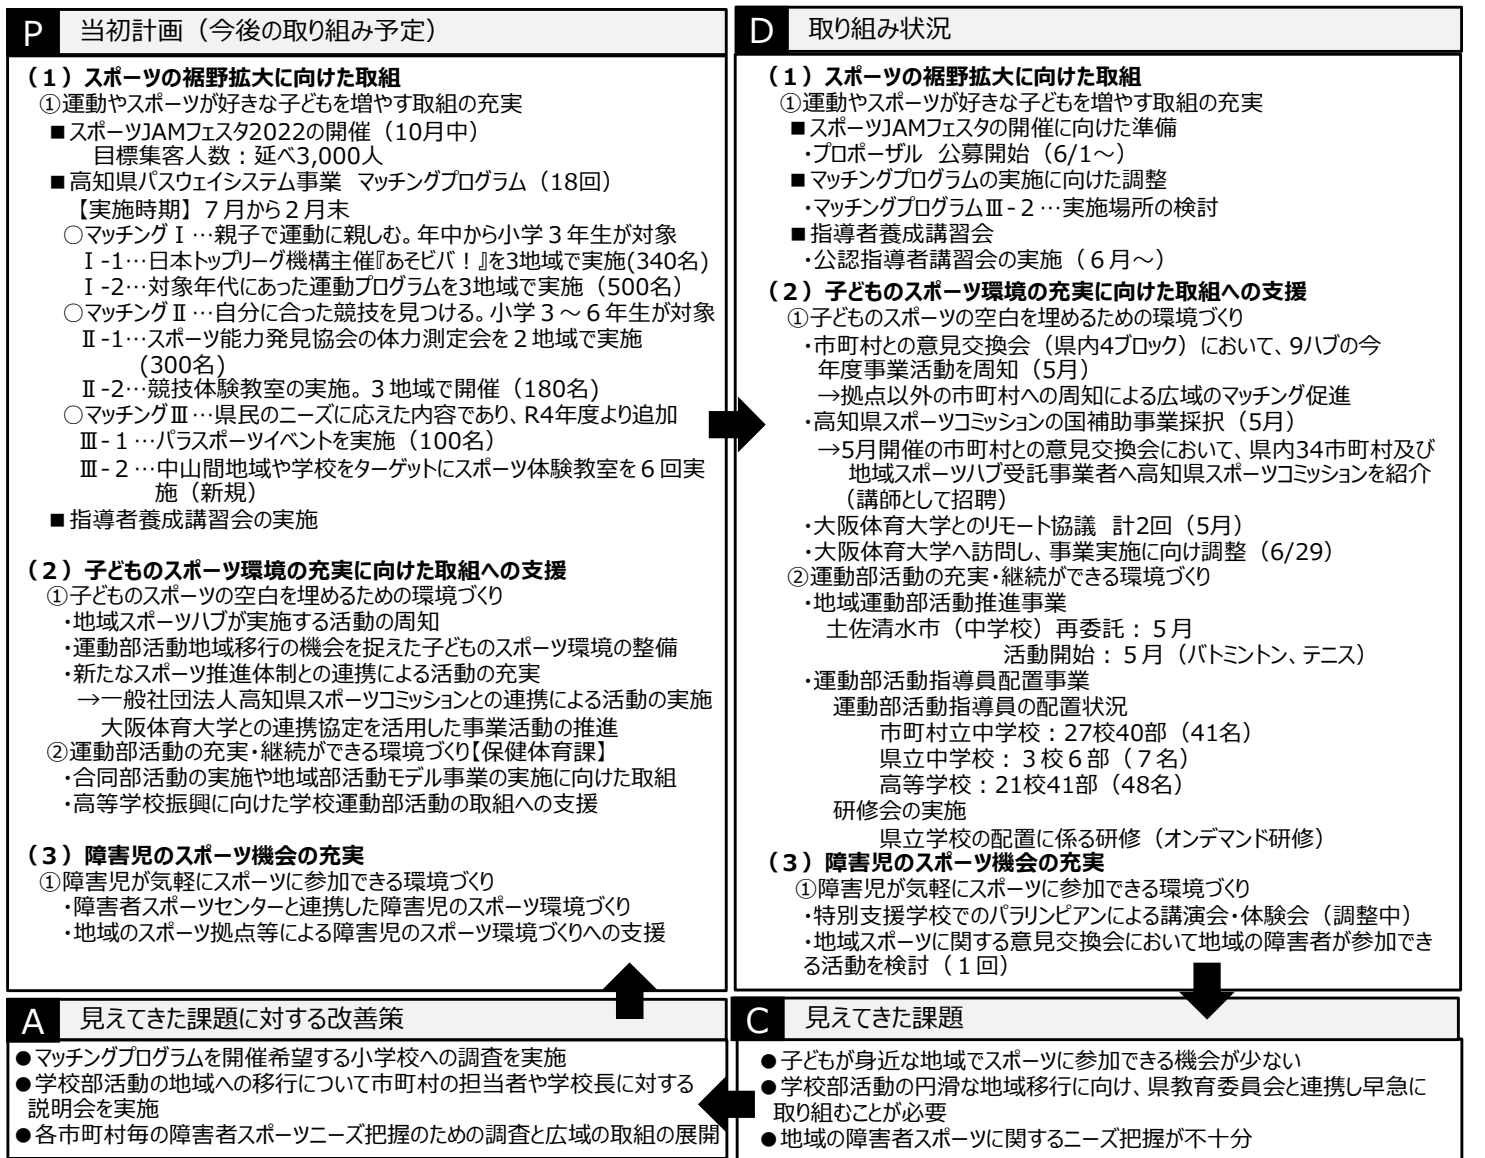 P 当初計画（今後の取り組み予定）
（１）スポーツの裾野拡大に向けた取組
①運動やスポーツが好きな子どもを増やす取組の充実
■スポーツJAMフェスタ2022の開催（10月中）
目標集客人数：延べ3,000人
■高知県パスウェイシステム事業 マッチングプログラム（18回）
【実施時期】７月から２月末
○マッチングⅠ…親子で運動に親しむ。年中から小学３年生が対象
Ⅰ-1…日本トップリーグ機構主催『あそビバ！』を3地域で実施(340名)
Ⅰ-2…対象年代にあった運動プログラムを3地域で実施（500名）
○マッチングⅡ…自分に合った競技を見つける。小学３～６年生が対象
Ⅱ-1…スポーツ能力発見協会の体力測定会を２地域で実施
(300名)
Ⅱ-2…競技体験教室の実施。３地域で開催（180名)
○マッチングⅢ…県民のニーズに応えた内容であり、R4年度より追加
Ⅲ-１…パラスポーツイベントを実施（100名）
Ⅲ-２…中山間地域や学校をターゲットにスポーツ体験教室を６回実
施（新規）
■指導者養成講習会の実施
（２）子どものスポーツ環境の充実に向けた取組への支援
①子どものスポーツの空白を埋めるための環境づくり
・地域スポーツハブが実施する活動の周知
・運動部活動地域移行の機会を捉えた子どものスポーツ環境の整備
・新たなスポーツ推進体制との連携による活動の充実
→一般社団法人高知県スポーツコミッションとの連携による活動の実施
大阪体育大学との連携協定を活用した事業活動の推進
②運動部活動の充実・継続ができる環境づくり【保健体育課】
・合同部活動の実施や地域部活動モデル事業の実施に向けた取組
・高等学校振興に向けた学校運動部活動の取組への支援
（３）障害児のスポーツ機会の充実
①障害児が気軽にスポーツに参加できる環境づくり
・障害者スポーツセンターと連携した障害児のスポーツ環境づくり
・地域のスポーツ拠点等による障害児のスポーツ環境づくりへの支援
D 取り組み状況
（１）スポーツの裾野拡大に向けた取組
①運動やスポーツが好きな子どもを増やす取組の充実
■スポーツJAMフェスタの開催に向けた準備
・プロポーザル 公募開始（6/1～）
■マッチングプログラムの実施に向けた調整
・マッチングプログラムⅢ-２…実施場所の検討
■指導者養成講習会
・公認指導者講習会の実施（６月～）
（２）子どものスポーツ環境の充実に向けた取組への支援
①子どものスポーツの空白を埋めるための環境づくり
・市町村との意見交換会（県内4ブロック）において、9ハブの今
年度事業活動を周知（5月）
→拠点以外の市町村への周知による広域のマッチング促進
・高知県スポーツコミッションの国補助事業採択（5月）
→5月開催の市町村との意見交換会において、県内34市町村及び
地域スポーツハブ受託事業者へ高知県スポーツコミッションを紹介
（講師として招聘）
・大阪体育大学とのリモート協議 計2回（5月）
・大阪体育大学へ訪問し、事業実施に向け調整（6/29）
②運動部活動の充実・継続ができる環境づくり
・地域運動部活動推進事業
土佐清水市（中学校）再委託：５月
活動開始：５月（バトミントン、テニス）
・運動部活動指導員配置事業
運動部活動指導員の配置状況
市町村立中学校：27校40部（41名）
県立中学校：３校６部（７名）
高等学校：21校41部（48名）
研修会の実施
県立学校の配置に係る研修（オンデマンド研修）
（３）障害児のスポーツ機会の充実
①障害児が気軽にスポーツに参加できる環境づくり
・特別支援学校でのパラリンピアンによる講演会・体験会（調整中）
・地域スポーツに関する意見交換会において地域の障害者が参加でき
る活動を検討（１回）
C 見えてきた課題
●子どもが身近な地域でスポーツに参加できる機会が少ない
●学校部活動の円滑な地域移行に向け、県教育委員会と連携し早急に
取り組むことが必要
●地域の障害者スポーツに関するニーズ把握が不十分
A 見えてきた課題に対する改善策
●マッチングプログラムを開催希望する小学校への調査を実施
●学校部活動の地域への移行について市町村の担当者や学校長に対する
説明会を実施
●各市町村毎の障害者スポーツニーズ把握のための調査と広域の取組の展開